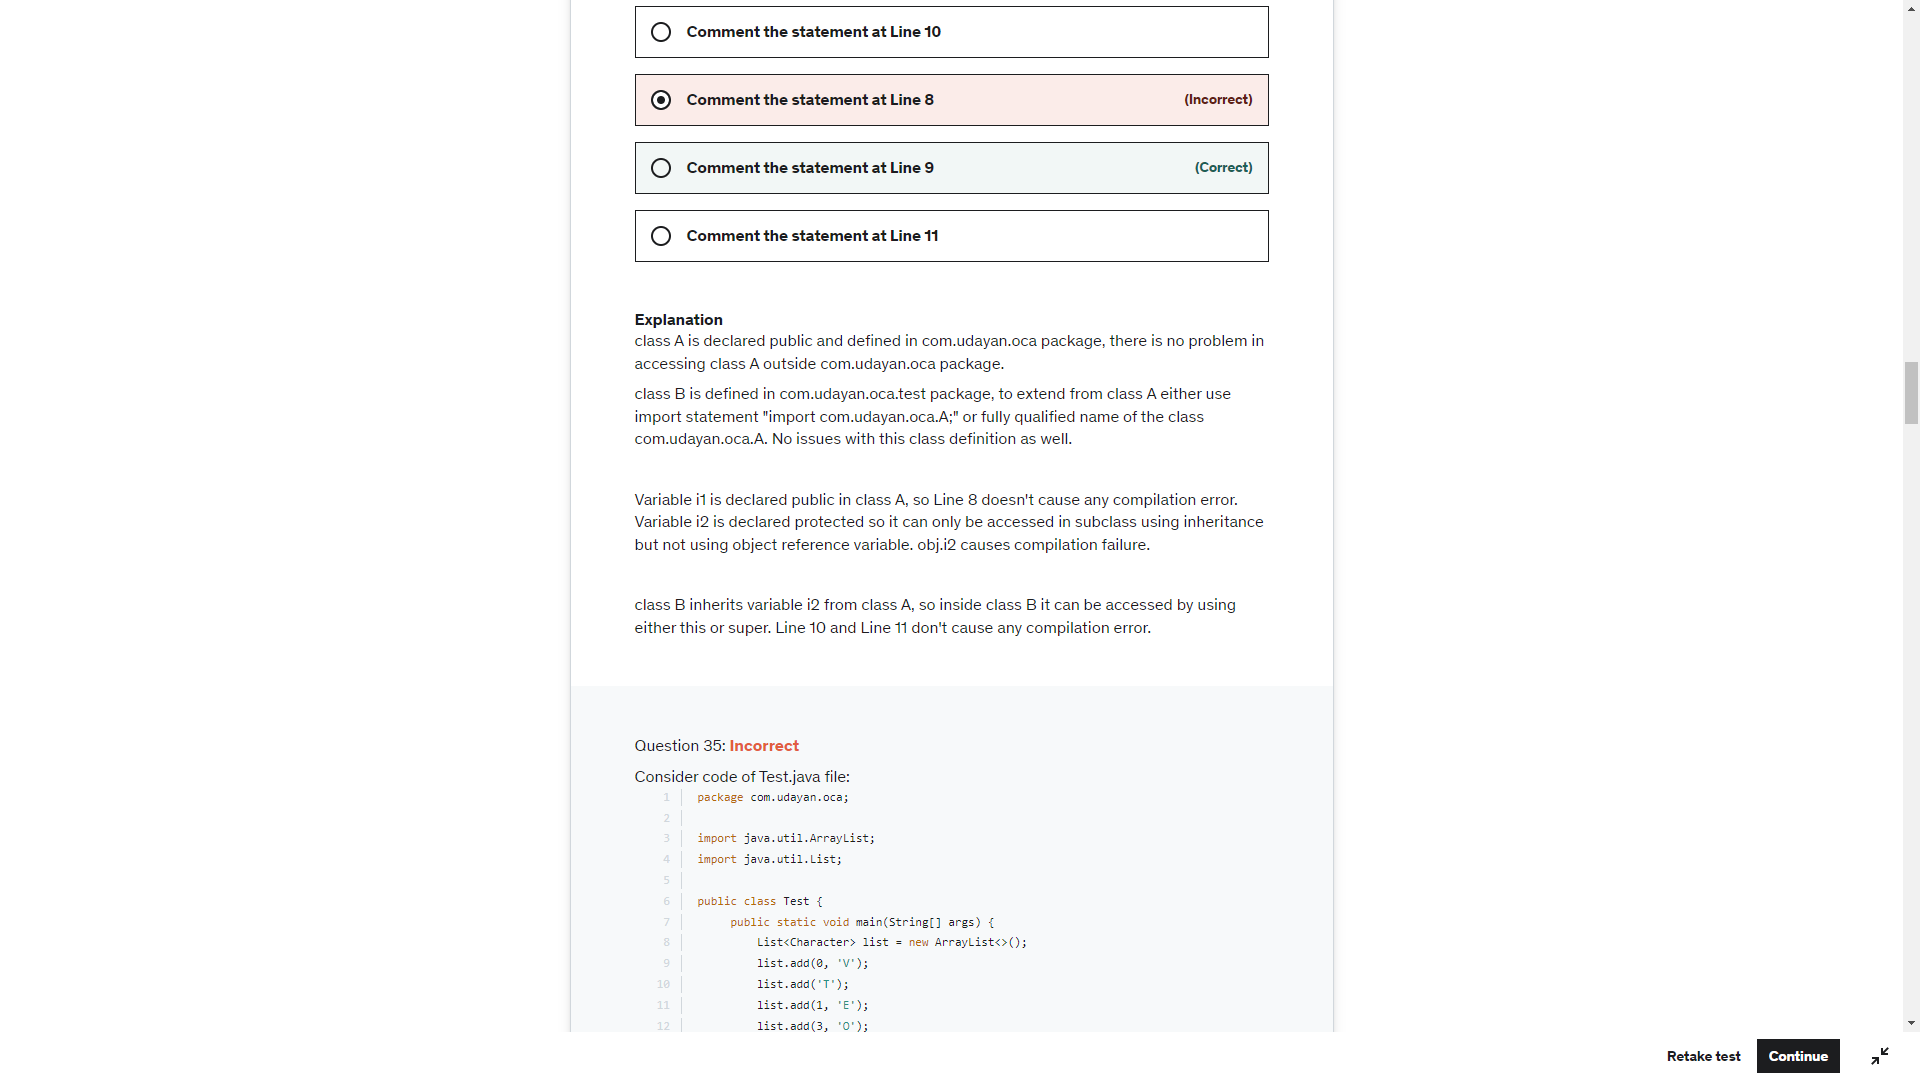 Comment the statement at Line 10
Comment the statement at Line 8 (Incorrect)
Comment the statement at Line 9 (Correct)
Comment the statement at Line 11
Explanation
class A is declared public and defined in com.udayan.oca package, there is no problem in
accessing class A outside com.udayan.oca package.
class B is defined in com.udayan.oca.test package, to extend from class A either use
import statement "import com.udayan.oca.A;" or fully qualified name of the class
com.udayan.oca.A. No issues with this class definition as well.
Variable i1 is declared public in class A, so Line 8 doesn't cause any compilation error.
Variable i2 is declared protected so it can only be accessed in subclass using inheritance
but not using object reference variable. obj.i2 causes compilation failure.
class B inherits variable i2 from class A, so inside class B it can be accessed by using
either this or super. Line 10 and Line 11 don't cause any compilation error.
Question 35: Incorrect
Consider code of Test.java file:
1 package com.udayan.oca;
2
3 import java.util.ArrayList;
4 import java.util.List;
5
6 public class Test {
7 public static void main(String[] args) {
8 List<Character> list = new ArrayList<>();
9 list.add(0, 'V');
10 list.add('T');
11 list.add(1, 'E');
12 list.add(3, 'O');
Retake test Continue